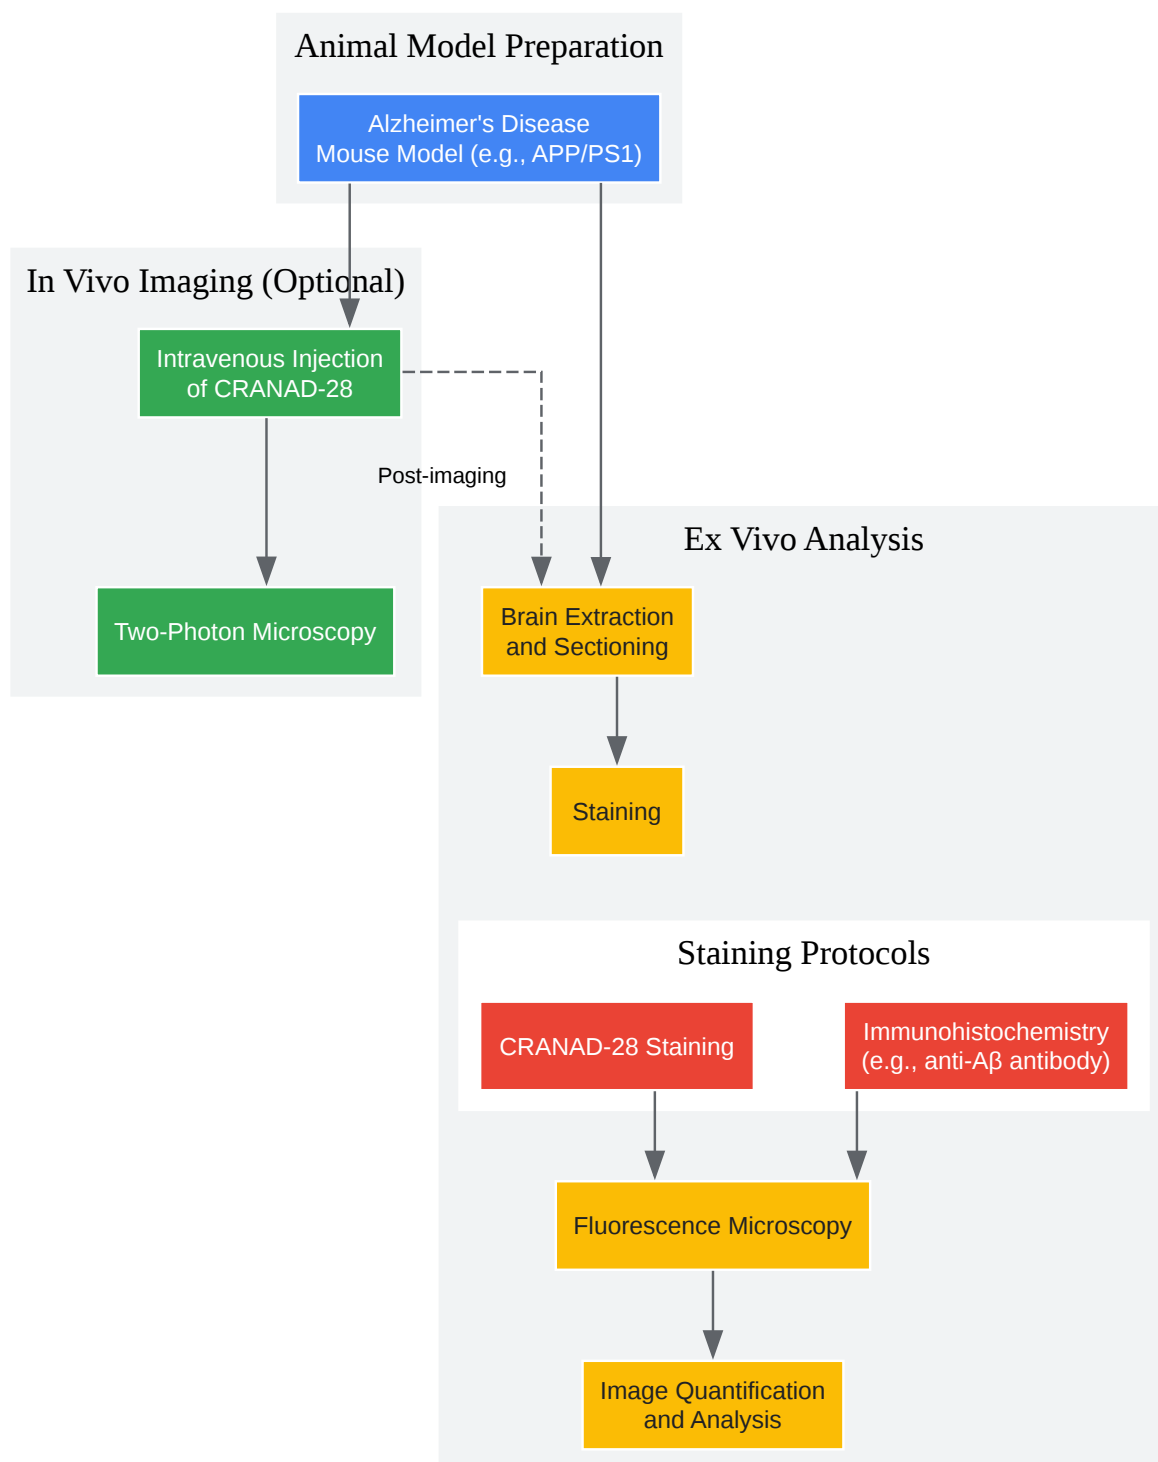 Animal Model Preparation
Alzheimer's Disease
Mouse Model (e.g., APP/PS1)
In Vivo Imaging (Optional)
Intravenous Injection
of CRANAD-28
Post-imaging
Two-Photon Microscopy
Ex Vivo Analysis
Brain Extraction
and Sectioning
Staining
Staining Protocols
CRANAD-28 Staining
Immunohistochemistry
(e.g., anti-Aβ antibody)
Fluorescence Microscopy
Image Quantification
and Analysis